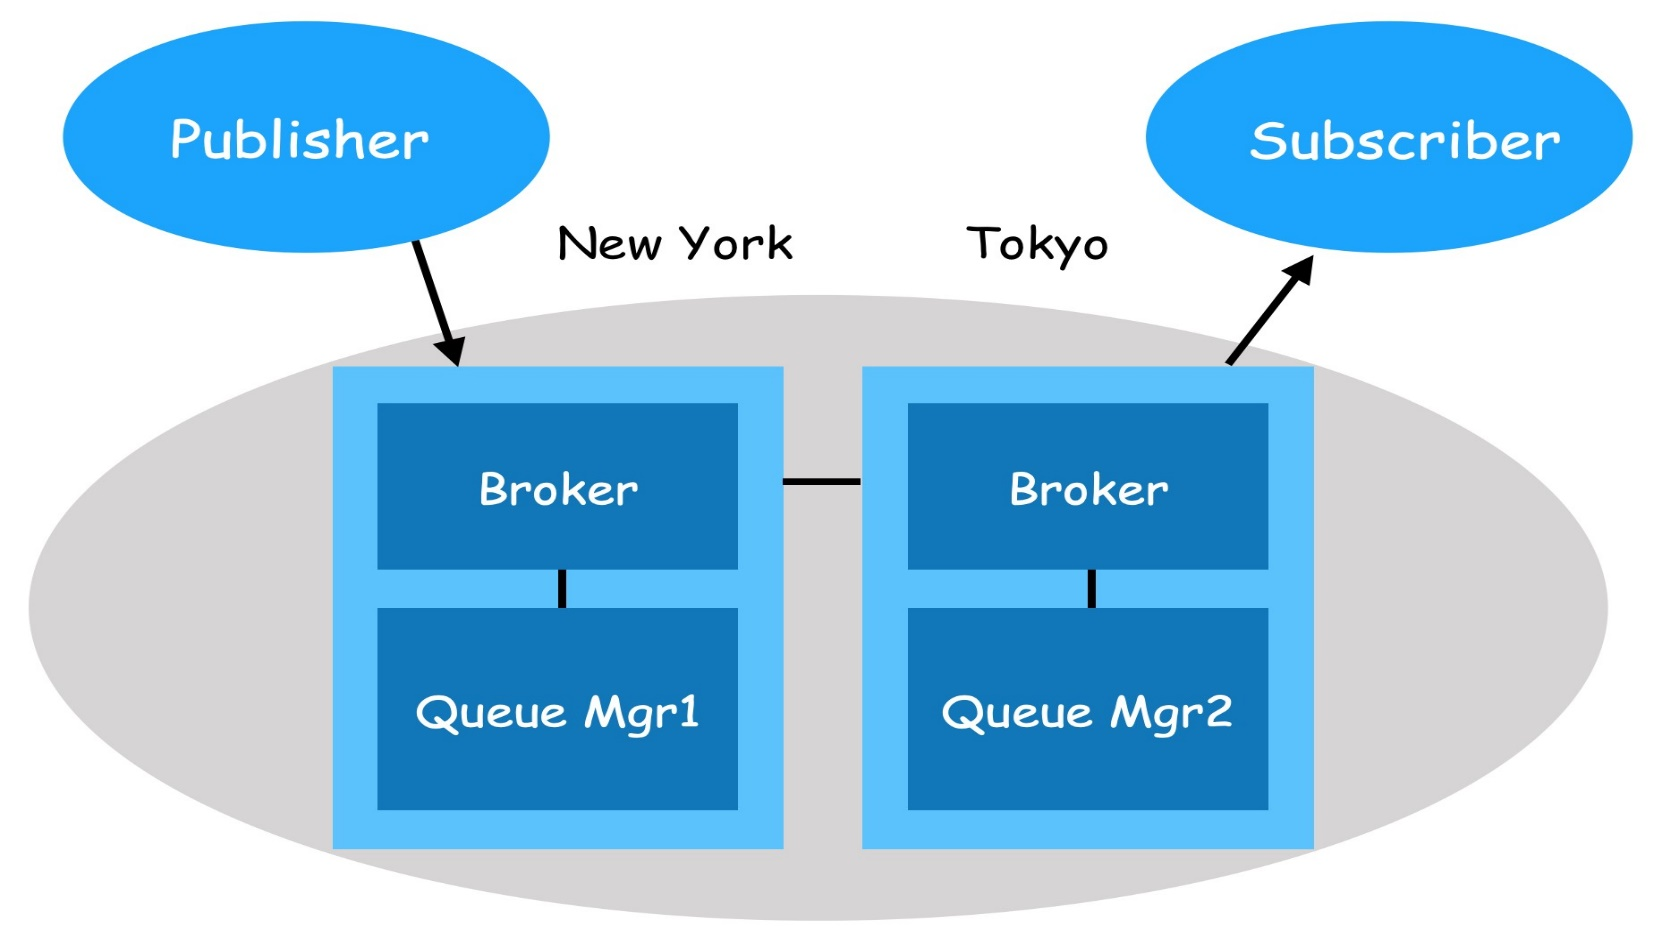 Publisher
Subscriber
New York
Tokyo
Broker
Broker
Queue Mgr1
Queue Mgr2